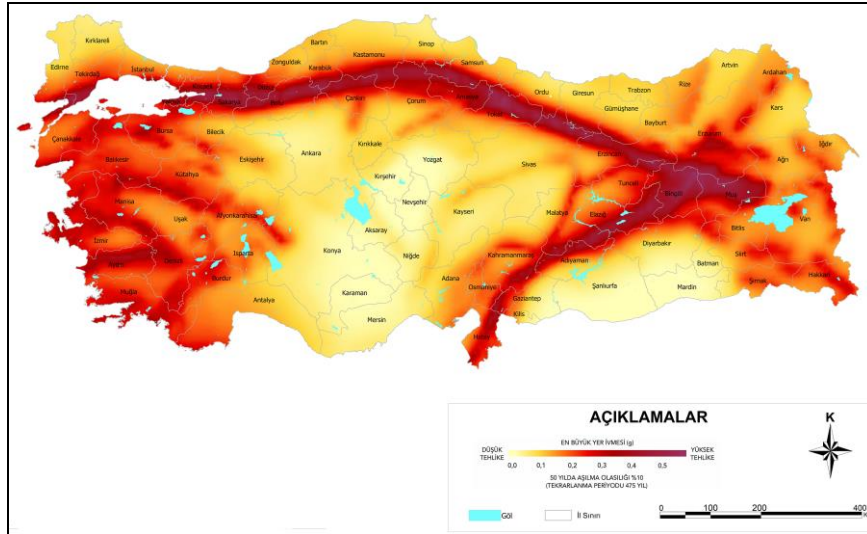 Kırklareli
Edirne
Tekirdağ
İstanbul
Bartın
Kastamonu
Sinop
Zonguldak
Karabük
Samsun
Artvin
Ardahan
Rize
Kars
Ordu
Giresun
Trabzon
Gümüşhane
Bayburt
Sakarya
Bolu
Çankırı
Çorum
Amasya
Tokat
Erzurum
Iğdır
Çanakkale
Bursa
Bilecik
Balıkesir
Eskişehir
Ankara
Kırıkkale
Yozgat
Sivas
Erzincan
Ağrı
Kütahya
Kırşehir
Tunceli
Bingöl
Muş
Manisa
Uşak
Afyonkarahisar
Nevşehir
Kayseri
Malatya
Elazığ
Van
Bitlis
İzmir
Aksaray
Konya
Niğde
Isparta
Aydın
Denizli
Burdur
Kahramanmaraş
Adıyaman
Diyarbakır
Batman
Siirt
Hakkari
Şırnak
Muğla
Antalya
Karaman
Mersin
Adana
Osmaniye
Gaziantep
Kilis
Şanlıurfa
Mardin
Hatay
AÇIKLAMALAR
K
EN BÜYÜK YER İVMESİ (g)
DÜŞÜK
TEHLİKE
YÜKSEK
TEHLİKE
0,0 0,1 0,2 0,3 0,4 0,5
50 YILDA AŞILMA OLASILIĞI %10
(TEKRARLANMA PERİYODU 475 YIL)
Göl
İl Sınırı
0 100 200 400